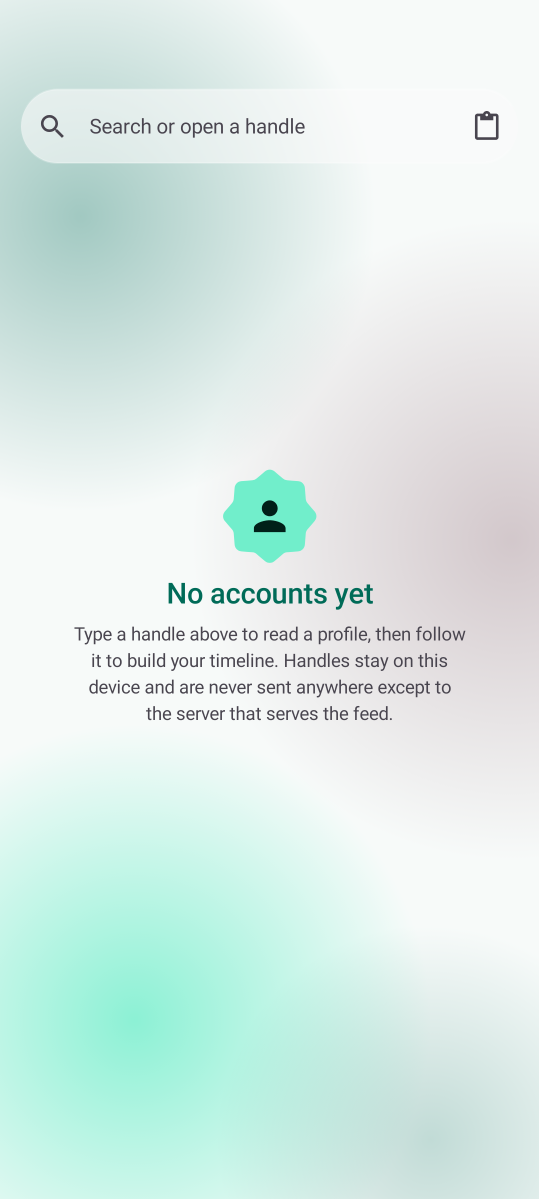 Search or open a handle
No accounts yet
Type a handle above to read a profile, then follow
it to build your timeline. Handles stay on this
device and are never sent anywhere except to
the server that serves the feed.